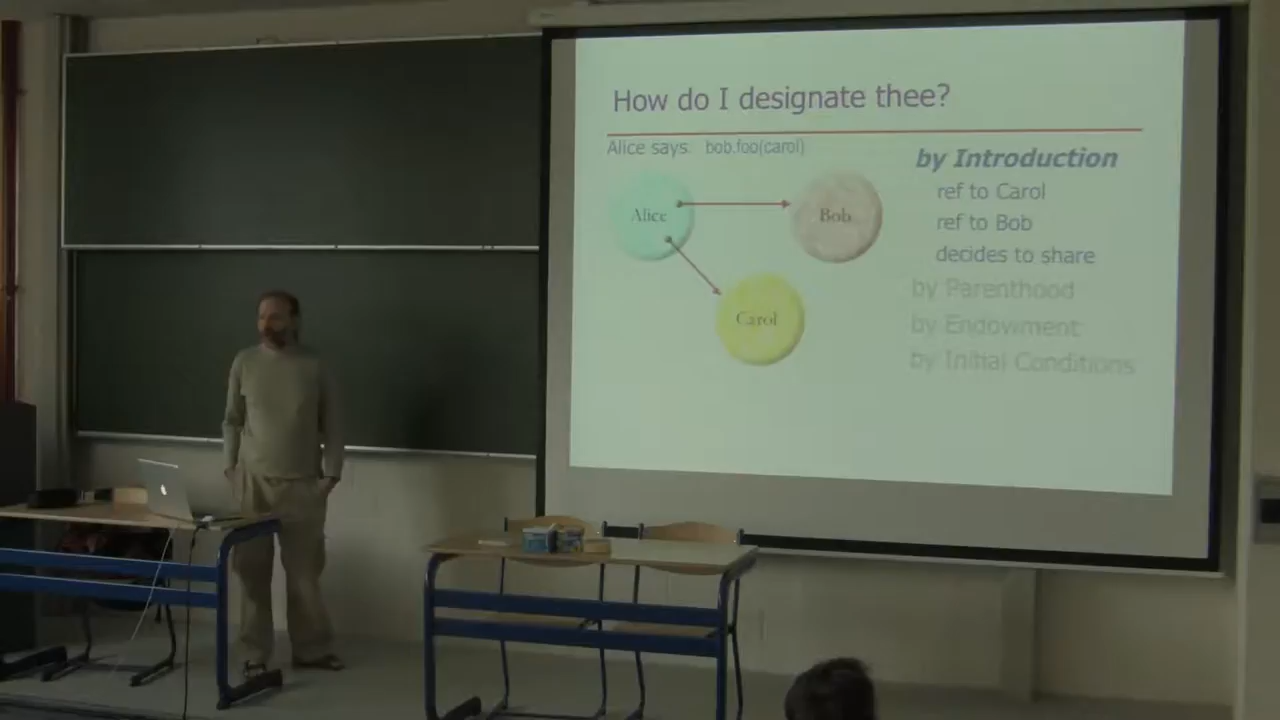 How do I designate thee?
Alice says: bob.foo(carol)
by Introduction
ref to Carol
Alice
Bob
ref to Bob
decides to share
by Parenthood
Carol
by Endowment
by Initial Conditions